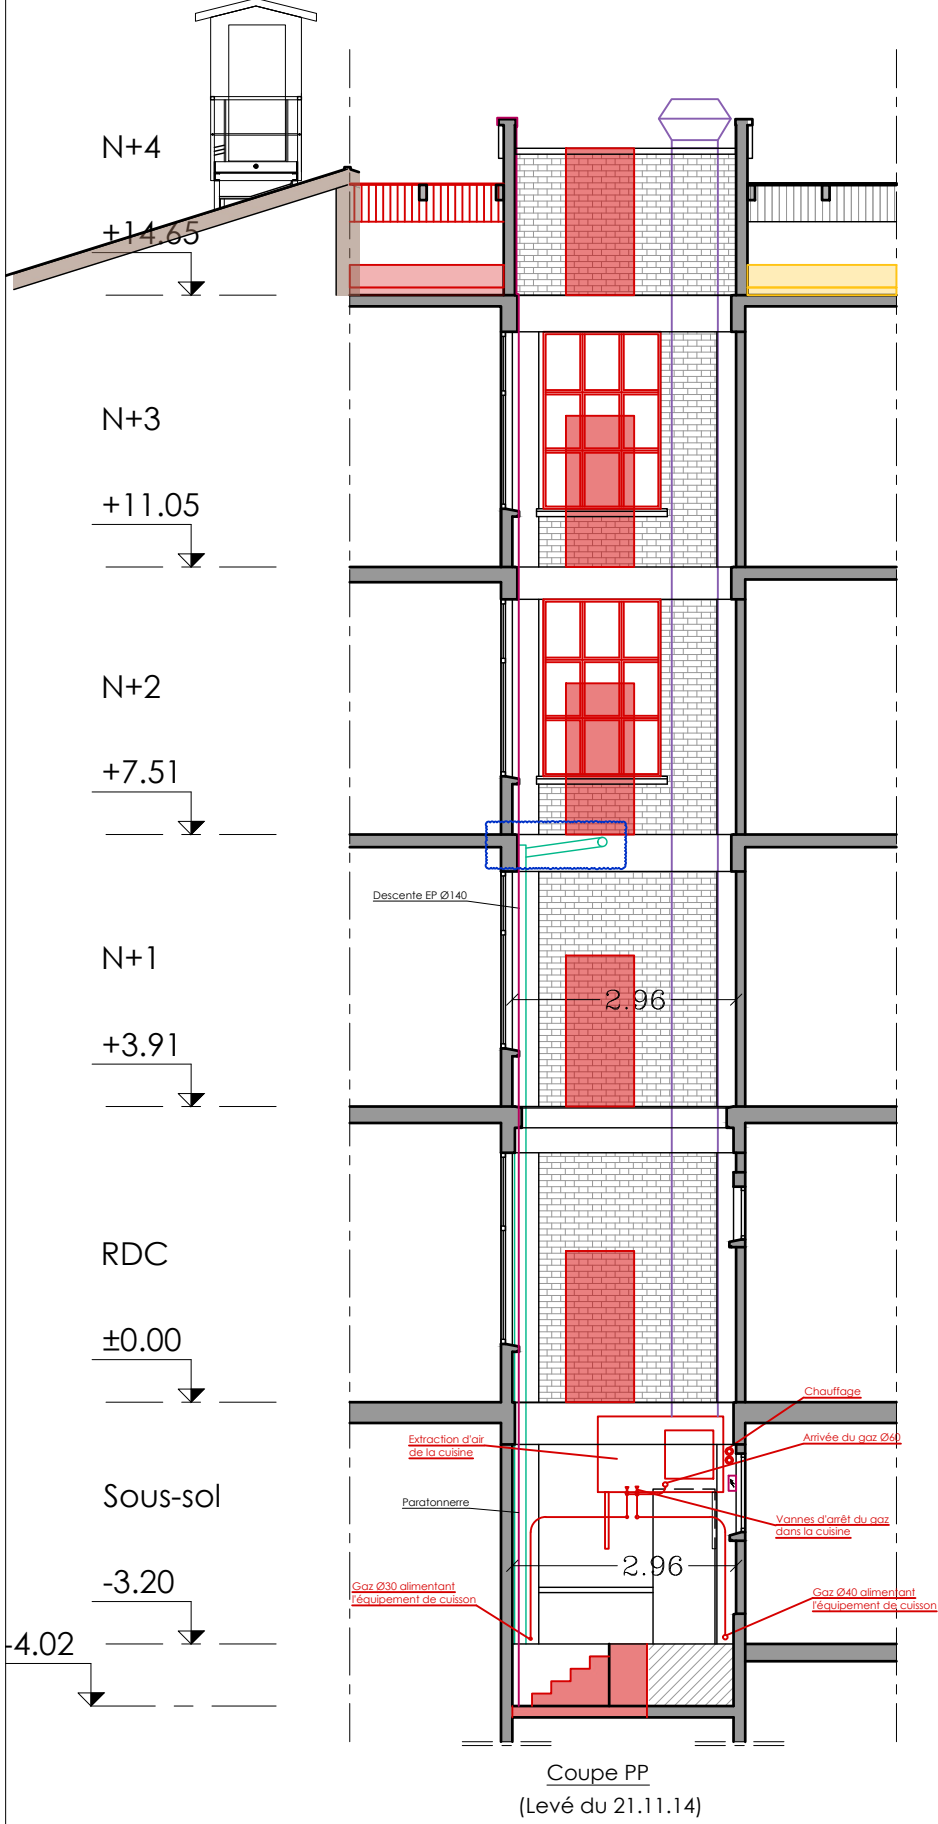 N+4
+14.65
N+3
+11.05
N+2
+7.51
Descente EP Ø140
N+1
2.96
+3.91
RDC
±0.00
Chauffage
Extraction d'air
de la cuisine
Arrivée du gaz Ø60
Sous-sol
Paratonnerre
Vannes d'arrêt du gaz
dans la cuisine
2.96
-3.20
Gaz Ø30 alimentant
l'équipement de cuisson
Gaz Ø40 alimentant
l'équipement de cuisson
-4.02
Coupe PP
(Levé du 21.11.14)